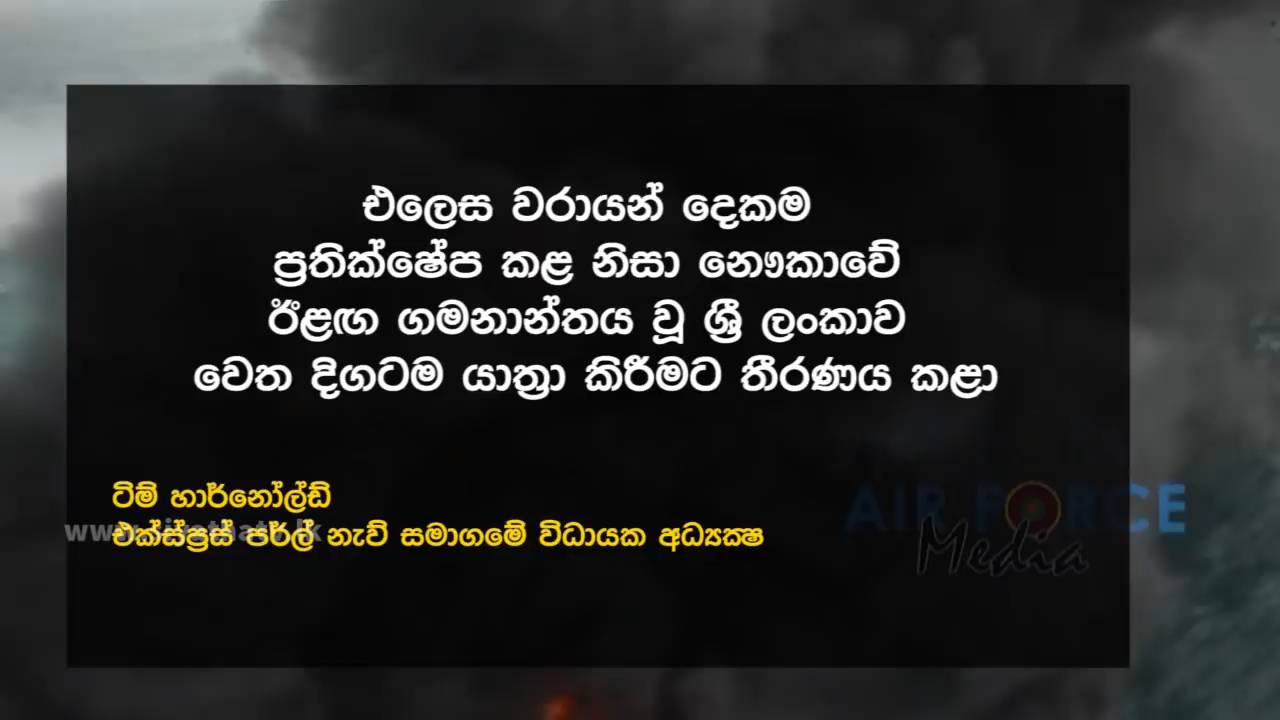 එලෙස වරායන් දෙකම
ප්‍රතික්ෂේප කළ නිසා නෞකාවේ
ඊළඟ ගමනාන්තය වූ ශ්‍රී ලංකාව
වෙත දිගටම යාත්‍රා කිරීමට තීරණය කළා
ටිම් හාර්නෝල්ඩ්
එක්ස්ප්‍රස් පර්ල් නැව් සමාගමේ විධායක අධ්‍යක්ෂ
AIR FORCE
Media